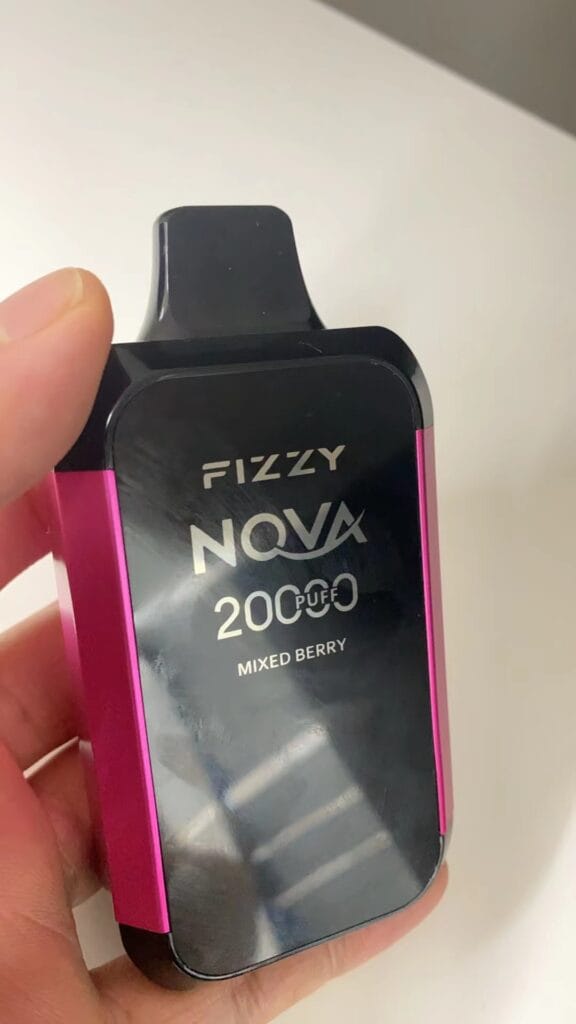 FIZZY
NOVA
20000
PUFF
MIXED BERRY